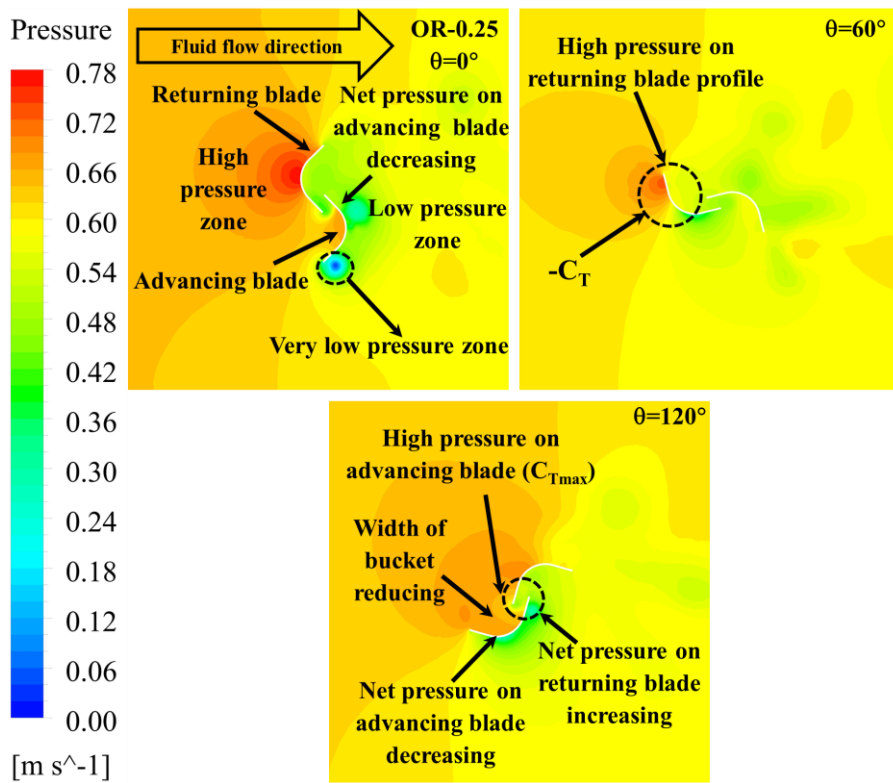 Pressure
0.78
0.72
0.66
0.60
0.54
0.48
0.42
0.36
0.30
0.24
0.18
0.12
0.06
0.00
[m s^-1]
Fluid flow direction
OR-0.25
θ=0°
Returning blade
Net pressure on
advancing blade
decreasing
High
pressure
zone
Low pressure
zone
Advancing blade
Very low pressure zone
θ=60°
High pressure on
returning blade profile
-C_T
θ=120°
High pressure on
advancing blade (C_Tmax)
Width of
bucket
reducing
Net pressure on
advancing blade
decreasing
Net pressure on
returning blade
increasing